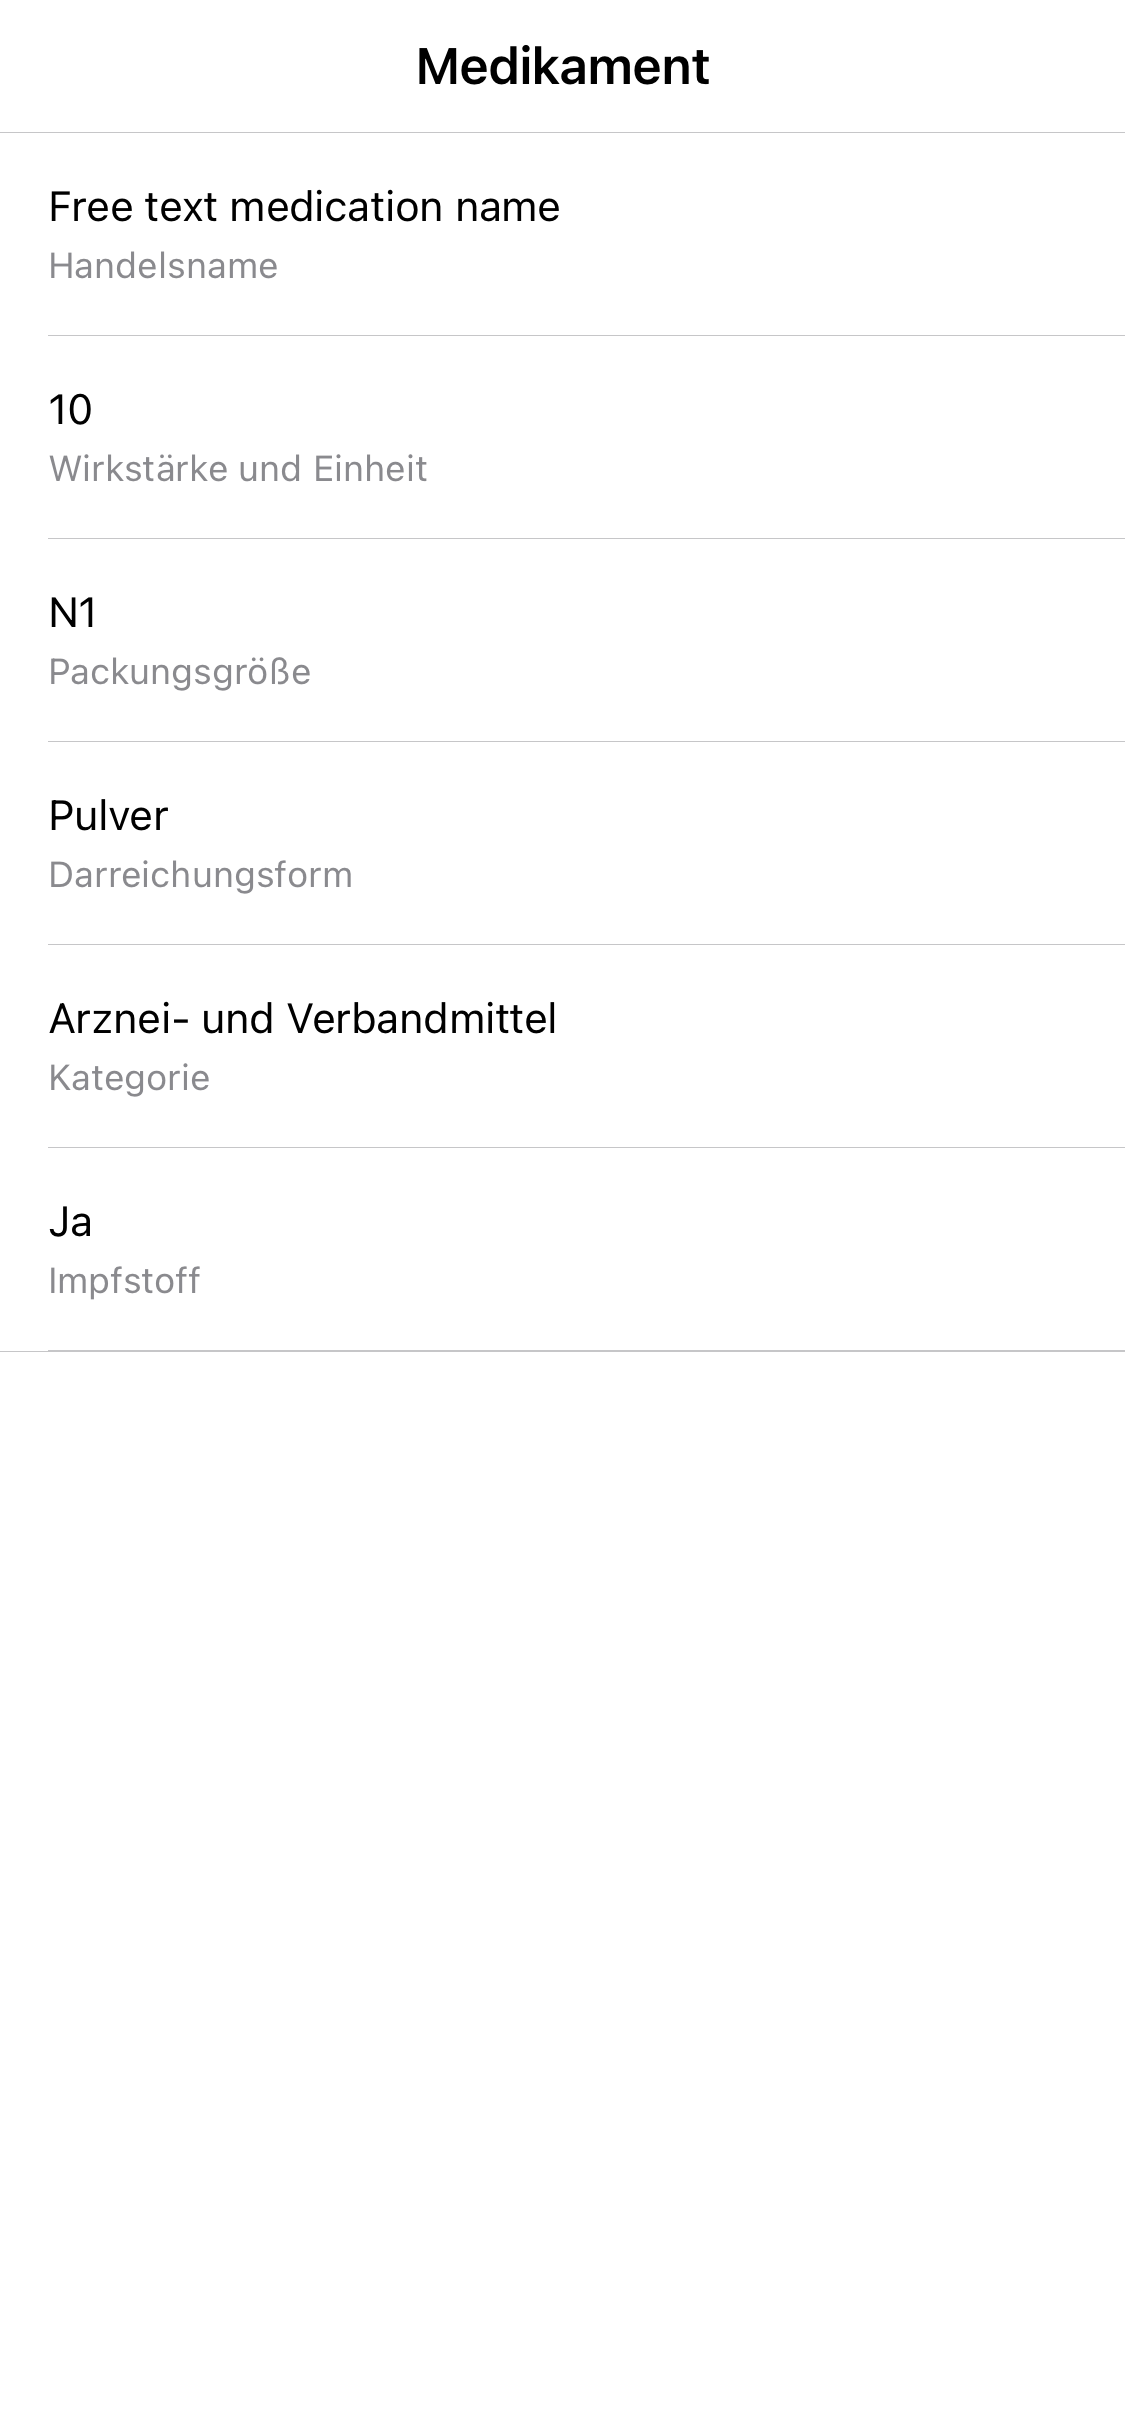 Medikament
Free text medication name
Handelsname
10
Wirkstärke und Einheit
N1
Packungsgröße
Pulver
Darreichungsform
Arznei- und Verbandmittel
Kategorie
Ja
Impfstoff